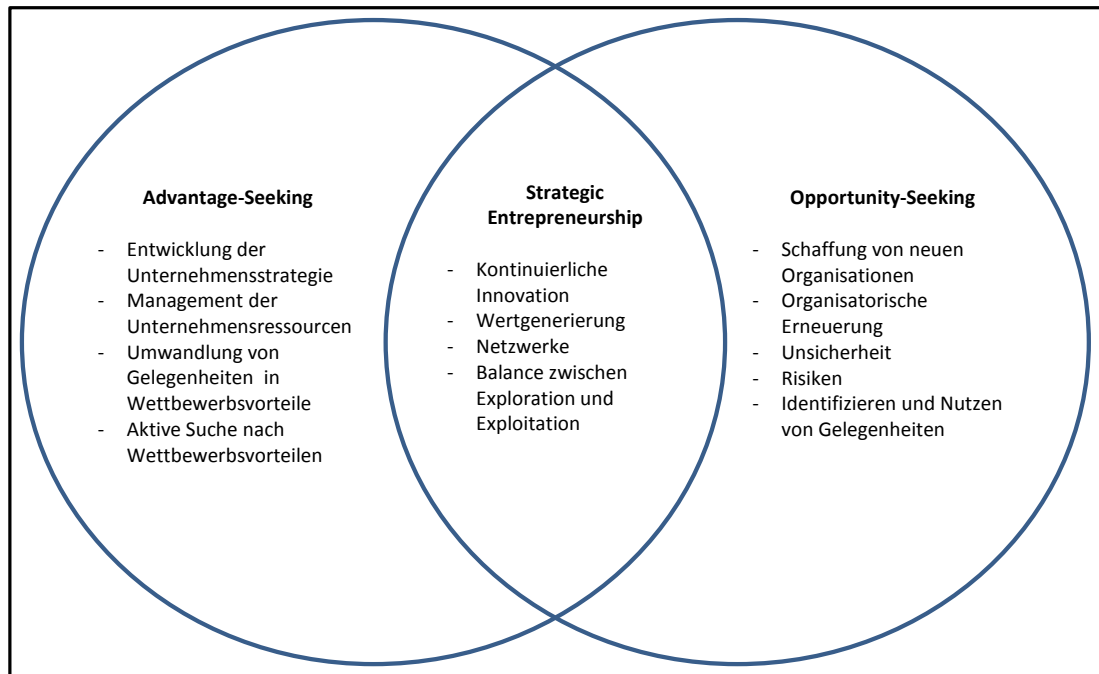 Advantage-Seeking
- Entwicklung der
Unternehmensstrategie
- Management der
Unternehmensressourcen
- Umwandlung von
Gelegenheiten in
Wettbewerbsvorteile
- Aktive Suche nach
Wettbewerbsvorteilen
Strategic
Entrepreneurship
- Kontinuierliche
Innovation
- Wertgenerierung
- Netzwerke
- Balance zwischen
Exploration und
Exploitation
Opportunity-Seeking
- Schaffung von neuen
Organisationen
- Organisatorische
Erneuerung
- Unsicherheit
- Risiken
- Identifizieren und Nutzen
von Gelegenheiten